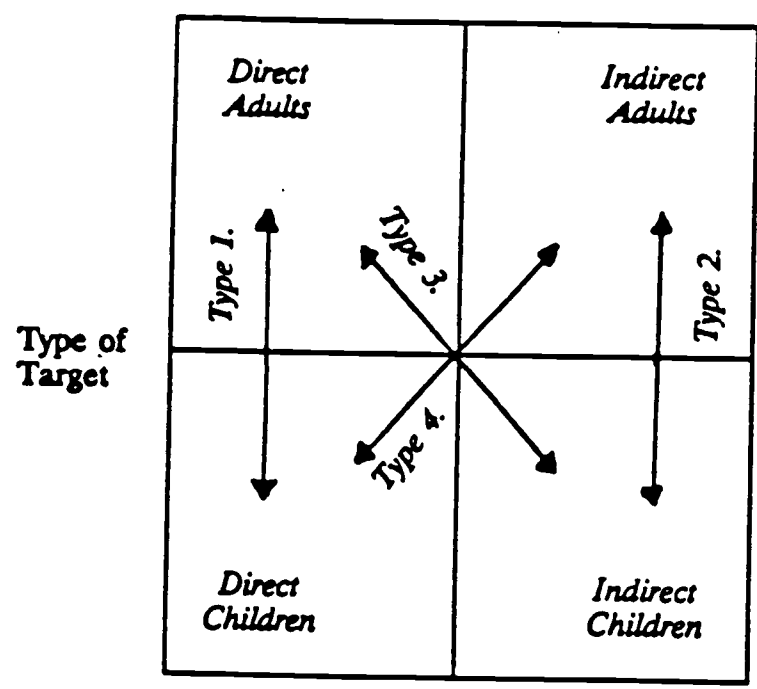 Direct
Adults
Indirect
Adults
Type 1.
Type 3.
Type 2.
Type of
Target
Type 4.
Direct
Children
Indirect
Children